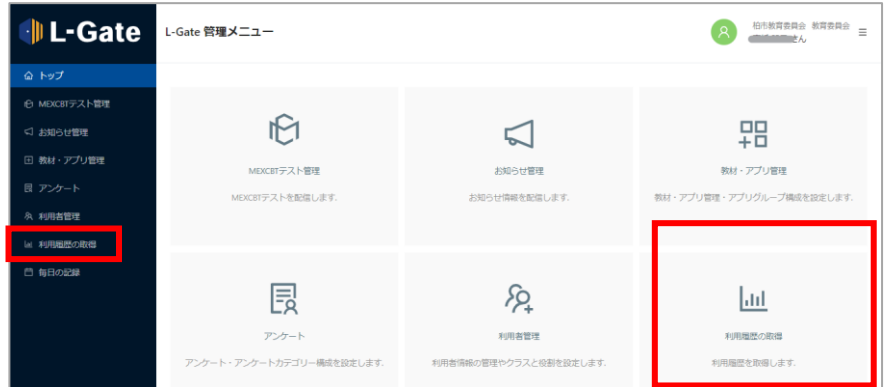 L-Gate
L-Gate 管理メニュー
柏市教育委員会 教育委員会
さん
トップ
MEXCBTテスト管理
お知らせ管理
教材・アプリ管理
アンケート
利用者管理
利用履歴の取得
毎日の記録
MEXCBTテスト管理
MEXCBTテストを配信します.
お知らせ管理
お知らせ情報を配信します.
教材・アプリ管理
教材・アプリ管理・アプリグループ構成を設定します.
アンケート
アンケート・アンケートカテゴリー構成を設定します.
利用者管理
利用者情報の管理やクラスと役割を設定します.
利用履歴の取得
利用履歴を取得します.